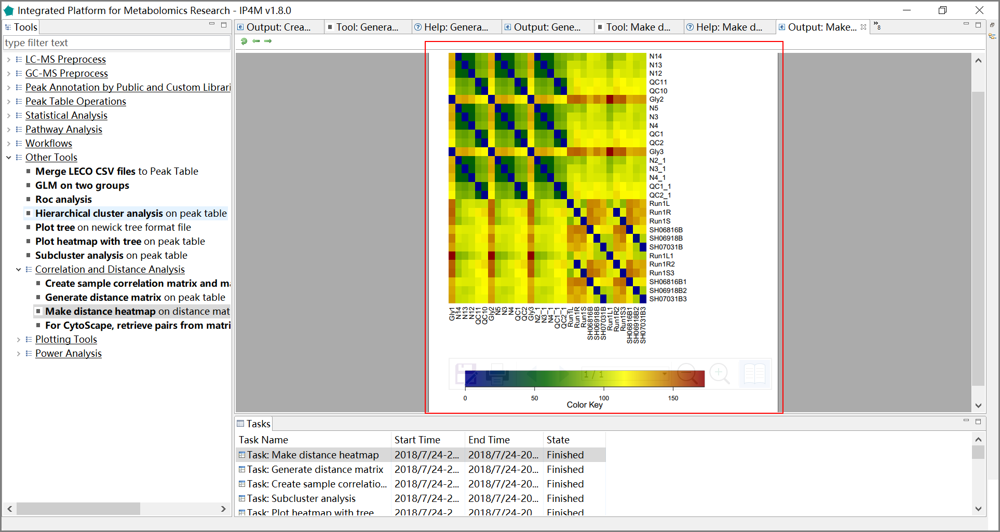 Integrated Platform for Metabolomics Research - IP4M v1.8.0
Tools
type filter text
LC-MS Preprocess
GC-MS Preprocess
Peak Annotation by Public and Custom Librari
Peak Table Operations
Statistical Analysis
Pathway Analysis
Workflows
Other Tools
Merge LECO CSV files to Peak Table
GLM on two groups
Roc analysis
Hierarchical cluster analysis on peak table
Plot tree on newick tree format file
Plot heatmap with tree on peak table
Subcluster analysis on peak table
Correlation and Distance Analysis
Create sample correlation matrix and ma
Generate distance matrix on peak table
Make distance heatmap on distance mat
For CytoScape, retrieve pairs from matri
Plotting Tools
Power Analysis
Output: Crea... Tool: Genera... Help: Genera... Output: Gene... Tool: Make d... Help: Make d... Output: Make... »8
N14
N13
N12
QC11
QC10
Gly2
N5
N3
N4
QC1
QC2
Gly3
N2_1
N3_1
N4_1
QC1_1
QC2_1
Run1L
Run1R
Run1S
SH06816B
SH06918B
SH07031B
Run1L1
Run1R2
Run1S3
SH06816B1
SH06918B2
SH07031B3
Gly1 N14 N13 N12 QC11 QC10 Gly2 N5 N3 N4 QC1 QC2 Gly3 N2_1 N3_1 N4_1 QC1_1 QC2_1 Run1L Run1R Run1S SH06816B SH06918B SH07031B Run1L1 Run1R2 Run1S3 SH06816B1 SH06918B2 SH07031B3
1 / 1
0 50 100 150
Color Key
Tasks
Task Name Start Time End Time State
Task: Make distance heatmap 2018/7/24-2... 2018/7/24-20... Finished
Task: Generate distance matrix 2018/7/24-2... 2018/7/24-20... Finished
Task: Create sample correlatio... 2018/7/24-2... 2018/7/24-20... Finished
Task: Subcluster analysis 2018/7/24-2... 2018/7/24-20... Finished
Task: Plot heatmap with tree 2018/7/24-2 2018/7/24-20 Finished